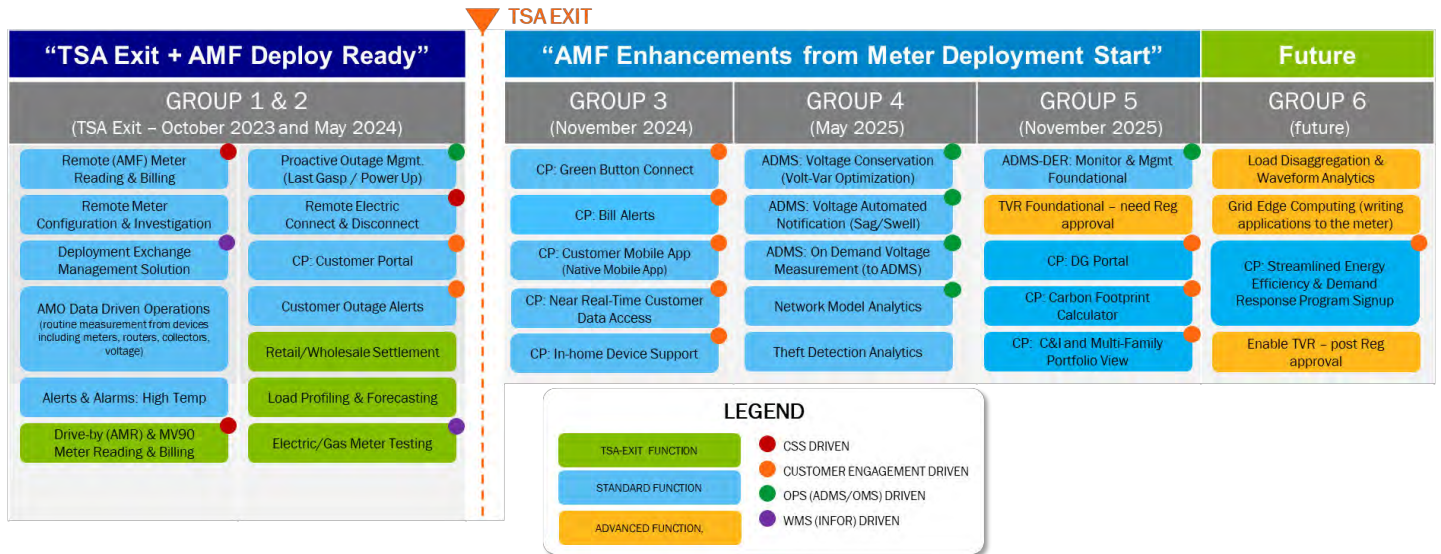 TSA EXIT
“TSA Exit + AMF Deploy Ready”
“AMF Enhancements from Meter Deployment Start”
Future
GROUP 1 & 2
(TSA Exit – October 2023 and May 2024)
GROUP 3
(November 2024)
GROUP 4
(May 2025)
GROUP 5
(November 2025)
GROUP 6
(future)
Remote (AMF) Meter
Reading & Billing
Remote Meter
Configuration & Investigation
Deployment Exchange
Management Solution
AMO Data Driven Operations
(routine measurement from devices
including meters, routers, collectors,
voltage)
Alerts & Alarms: High Temp
Drive-by (AMR) & MV90
Meter Reading & Billing
Proactive Outage Mgmt.
(Last Gasp / Power Up)
Remote Electric
Connect & Disconnect
CP: Customer Portal
Customer Outage Alerts
Retail/Wholesale Settlement
Load Profiling & Forecasting
Electric/Gas Meter Testing
CP: Green Button Connect
CP: Bill Alerts
CP: Customer Mobile App
(Native Mobile App)
CP: Near Real-Time Customer
Data Access
CP: In-home Device Support
ADMS: Voltage Conservation
(Volt-Var Optimization)
ADMS: Voltage Automated
Notification (Sag/Swell)
ADMS: On Demand Voltage
Measurement (to ADMS)
Network Model Analytics
Theft Detection Analytics
ADMS-DER: Monitor & Mgmt
Foundational
TVR Foundational – need Reg
approval
CP: DG Portal
CP: Carbon Footprint
Calculator
CP: C&I and Multi-Family
Portfolio View
Load Disaggregation &
Waveform Analytics
Grid Edge Computing (writing
applications to the meter)
CP: Streamlined Energy
Efficiency & Demand
Response Program Signup
Enable TVR – post Reg
approval
LEGEND
TSA-EXIT FUNCTION
STANDARD FUNCTION
ADVANCED FUNCTION,
CSS DRIVEN
CUSTOMER ENGAGEMENT DRIVEN
OPS (ADMS/OMS) DRIVEN
WMS (INFOR) DRIVEN